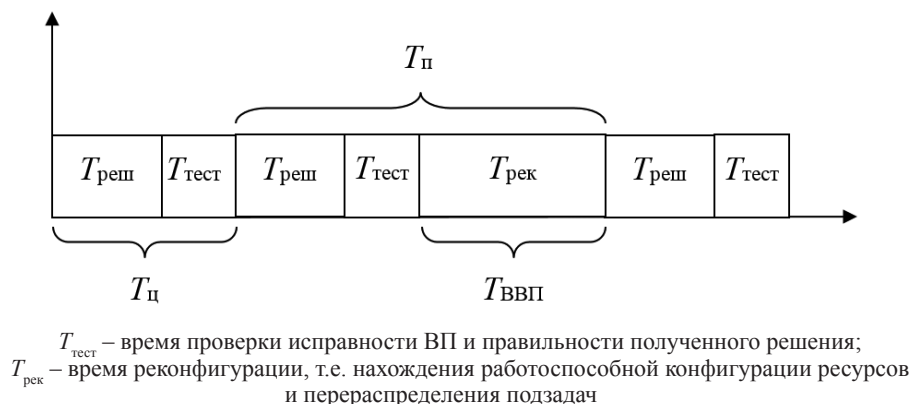 Tп
Tреш Tтест Tреш Tтест Tрек Tреш Tтест
Tц TВВП
Tтест – время проверки исправности ВП и правильности полученного решения;
Tрек – время реконфигурации, т.е. нахождения работоспособной конфигурации ресурсов
и перераспределения подзадач